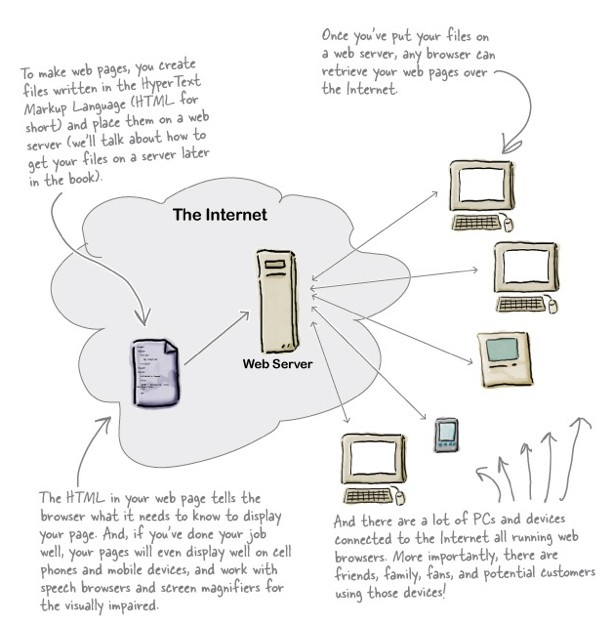 To make web pages, you create
files written in the HyperText
Markup Language (HTML for
short) and place them on a web
server (we'll talk about how to
get your files on a server later
in the book).
Once you've put your files on
a web server, any browser can
retrieve your web pages over
the Internet.
The Internet
Web Server
The HTML in your web page tells the
browser what it needs to know to display
your page. And, if you've done your job
well, your pages will even display well on cell
phones and mobile devices, and work with
speech browsers and screen magnifiers for
the visually impaired.
And there are a lot of PCs and devices
connected to the Internet all running web
browsers. More importantly, there are
friends, family, fans, and potential customers
using those devices!